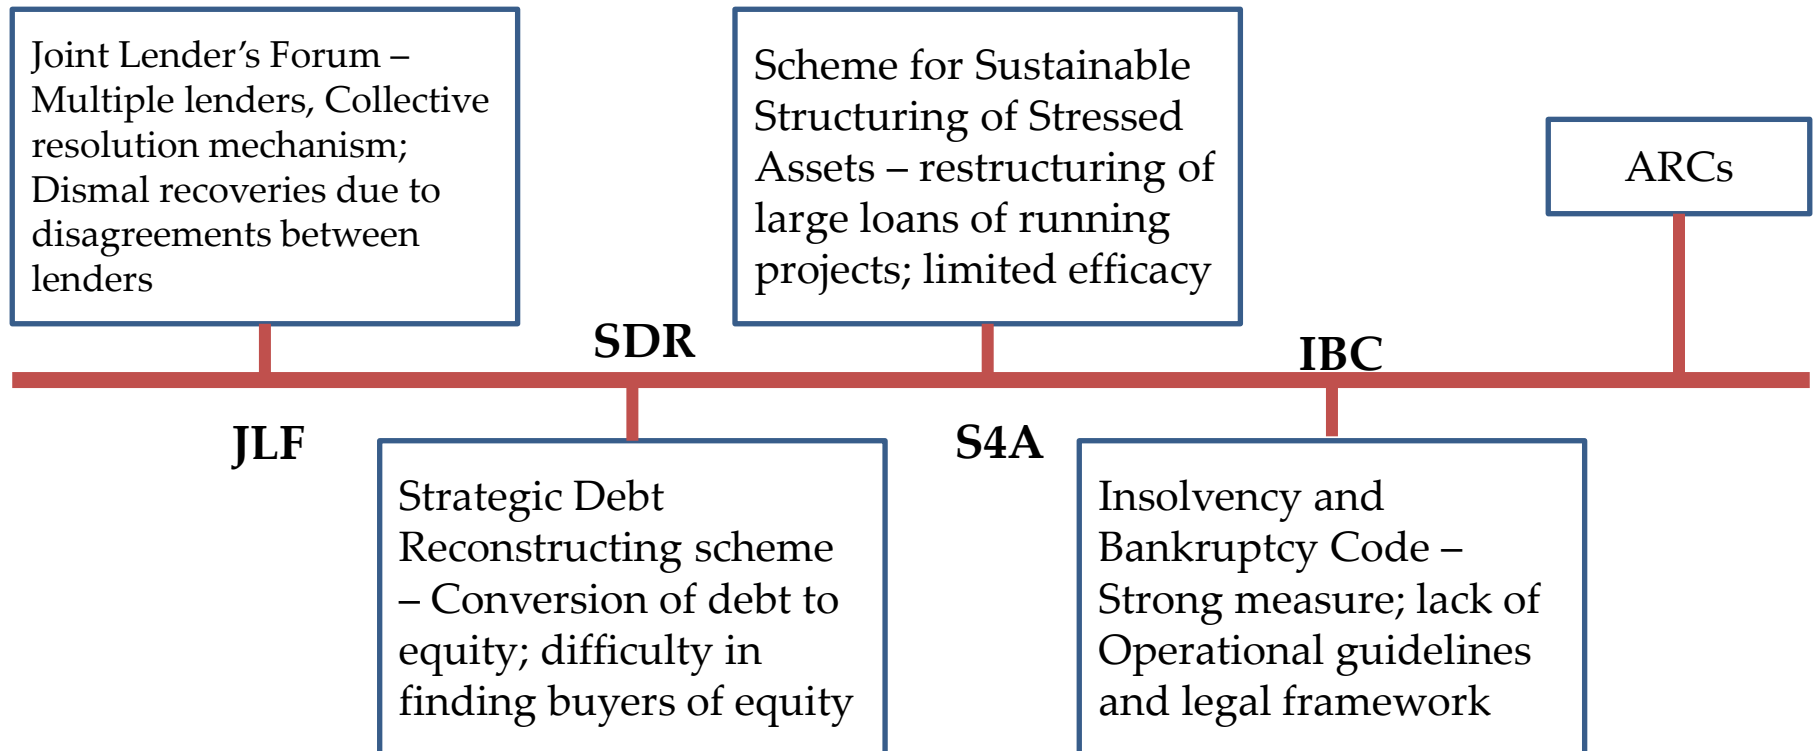 Joint Lender’s Forum –
Multiple lenders, Collective
resolution mechanism;
Dismal recoveries due to
disagreements between
lenders
Scheme for Sustainable
Structuring of Stressed
Assets – restructuring of
large loans of running
projects; limited efficacy
ARCs
SDR
IBC
JLF
S4A
Strategic Debt
Reconstructing scheme
– Conversion of debt to
equity; difficulty in
finding buyers of equity
Insolvency and
Bankruptcy Code –
Strong measure; lack of
Operational guidelines
and legal framework